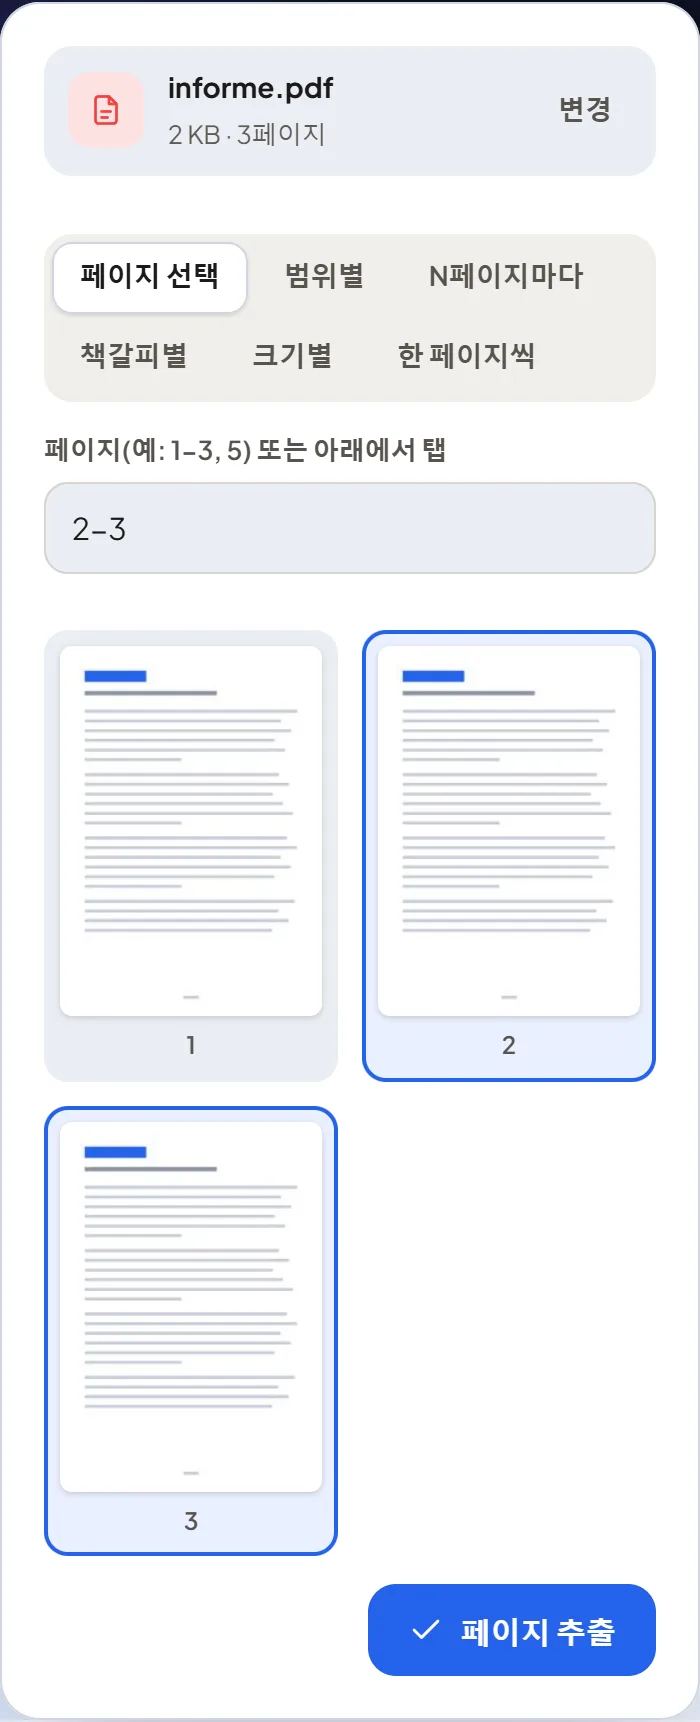 informe.pdf
2 KB · 3페이지
변경
페이지 선택
범위별
N페이지마다
책갈피별
크기별
한 페이지씩
페이지(예: 1–3, 5) 또는 아래에서 탭
2–3
1
2
3
페이지 추출